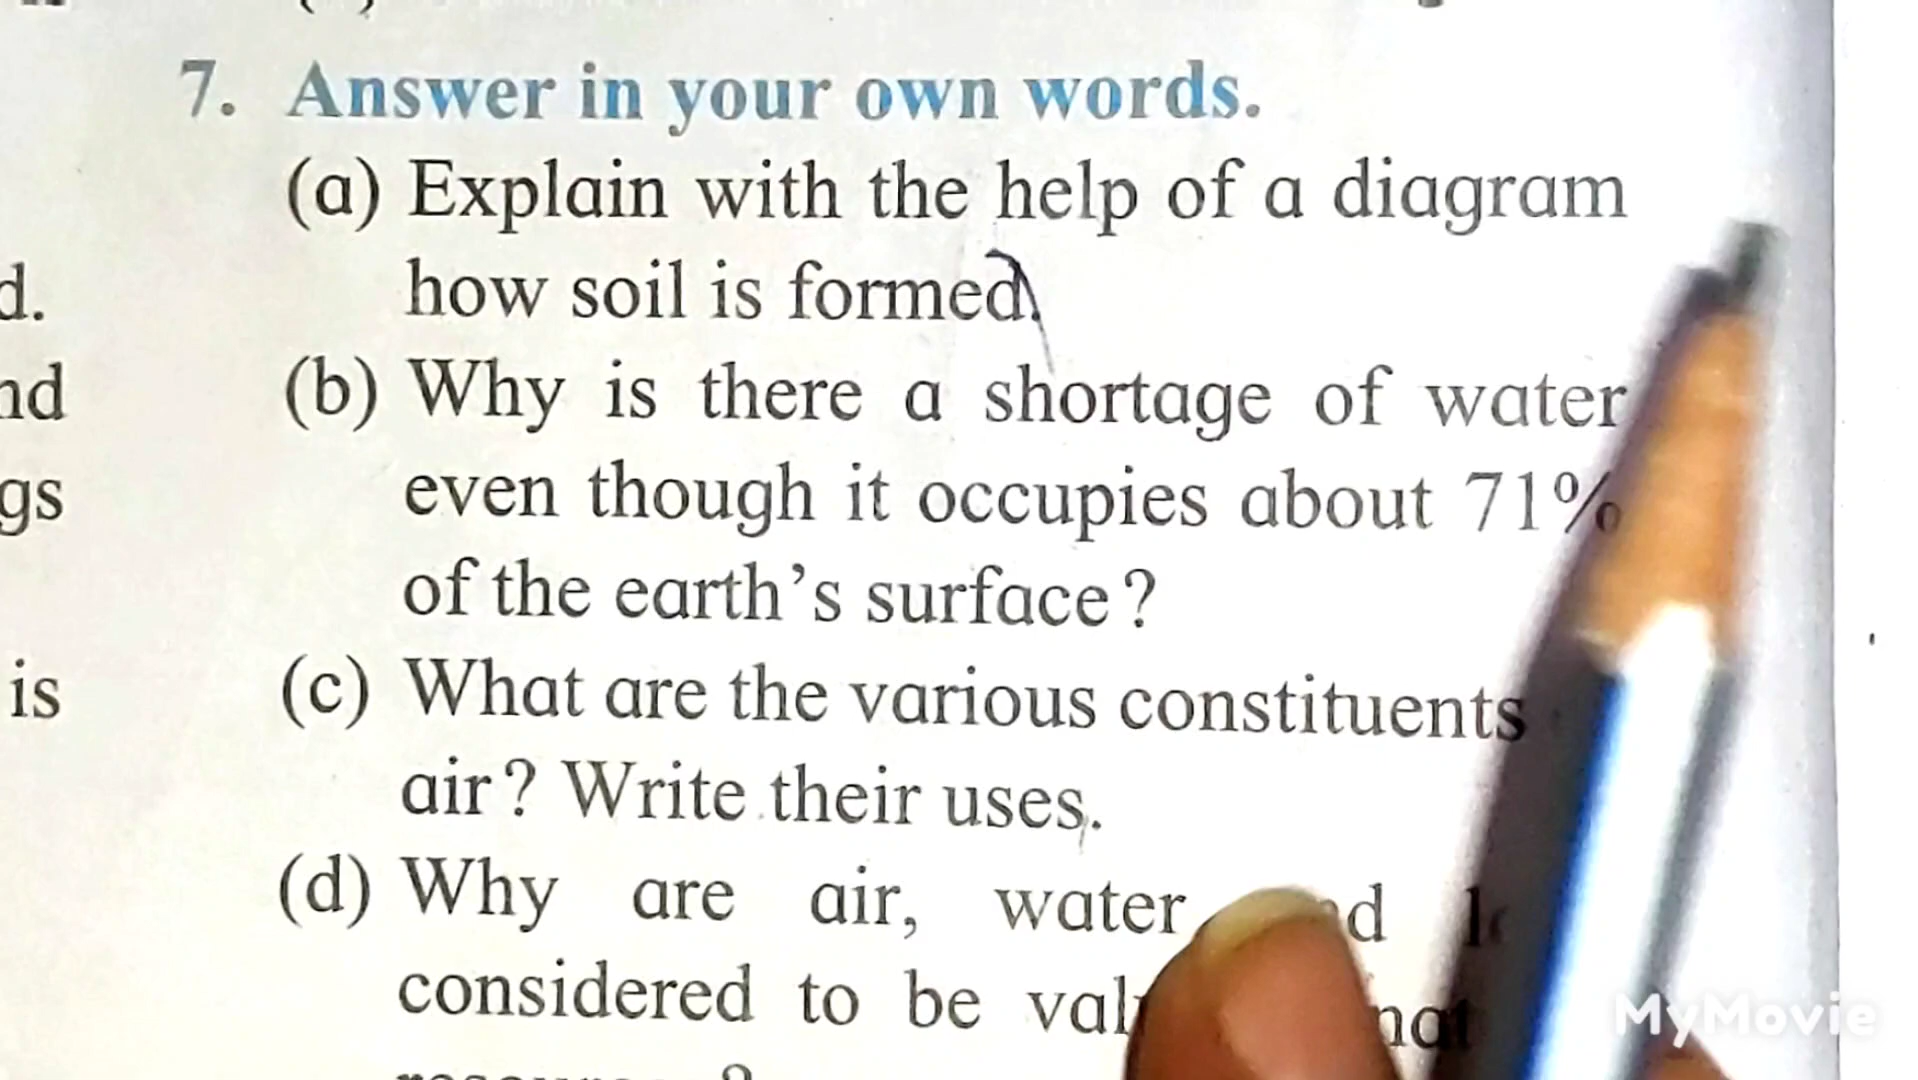 7. Answer in your own words.
(a) Explain with the help of a diagram
d. how soil is formed.
nd (b) Why is there a shortage of water
gs even though it occupies about 71%
of the earth's surface?
is (c) What are the various constituents
air? Write their uses.
(d) Why are air, water
considered to be
MyMovie